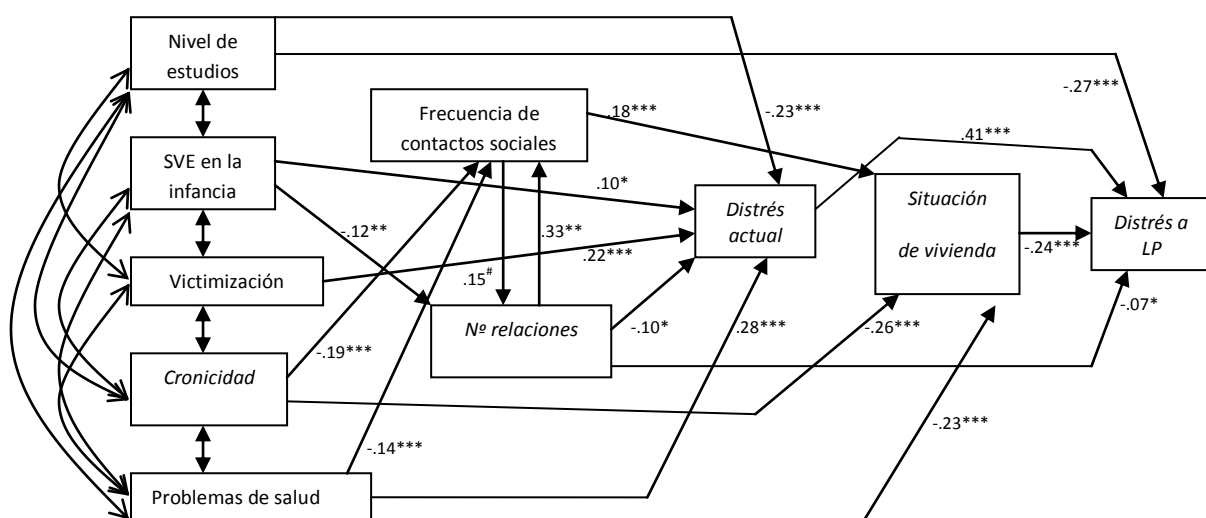 Nivel de
estudios
Frecuencia de
contactos sociales
.18***
-.23***
-.27***
.41***
SVE en la
infancia
.10*
Distrés
actual
Situación
de vivienda
Distrés a
LP
-.12**
.33**
.22***
-.24***
Victimización
.15#
Nº relaciones
-.10*
.28***
-.26***
-.07*
-.19***
Cronicidad
-.14***
-.23***
Problemas de salud